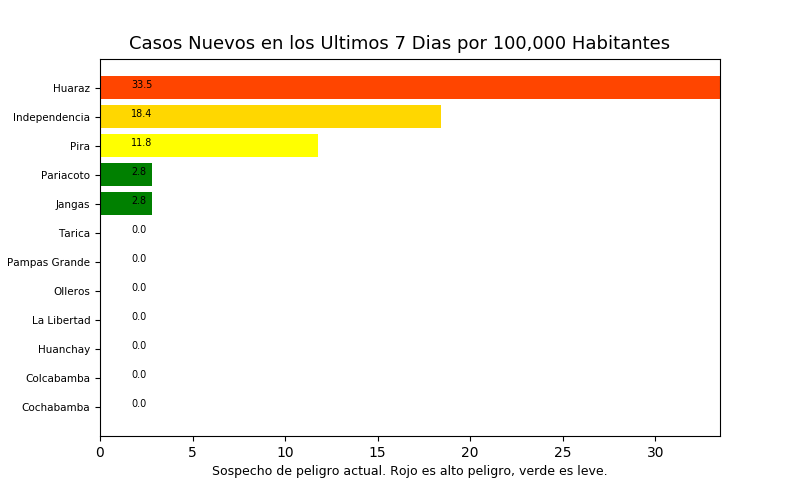 Casos Nuevos en los Ultimos 7 Dias por 100,000 Habitantes
Huaraz 33.5
Independencia 18.4
Pira 11.8
Pariacoto 2.8
Jangas 2.8
Tarica 0.0
Pampas Grande 0.0
Olleros 0.0
La Libertad 0.0
Huanchay 0.0
Colcabamba 0.0
Cochabamba 0.0
0 5 10 15 20 25 30
Sospecho de peligro actual. Rojo es alto peligro, verde es leve.